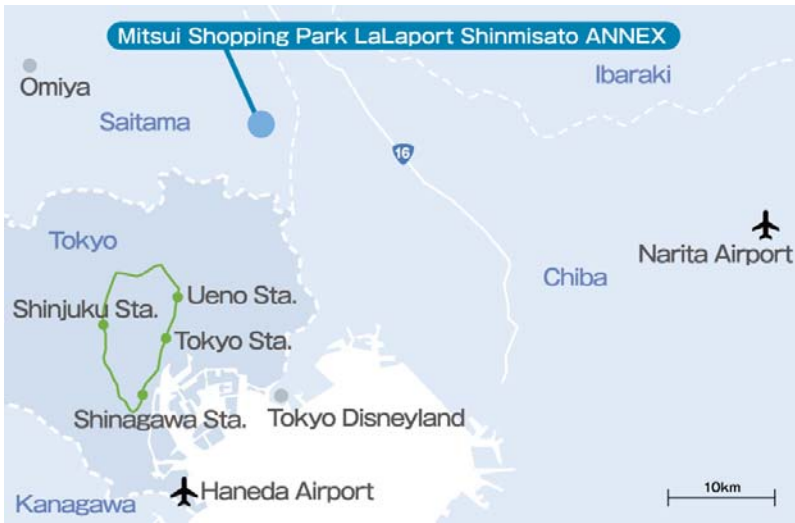 Mitsui Shopping Park LaLaport Shinmisato ANNEX
Omiya
Ibaraki
Saitama
16
Tokyo
Narita Airport
Chiba
Ueno Sta.
Shinjuku Sta.
Tokyo Sta.
Shinagawa Sta.
Tokyo Disneyland
Haneda Airport
10km
Kanagawa